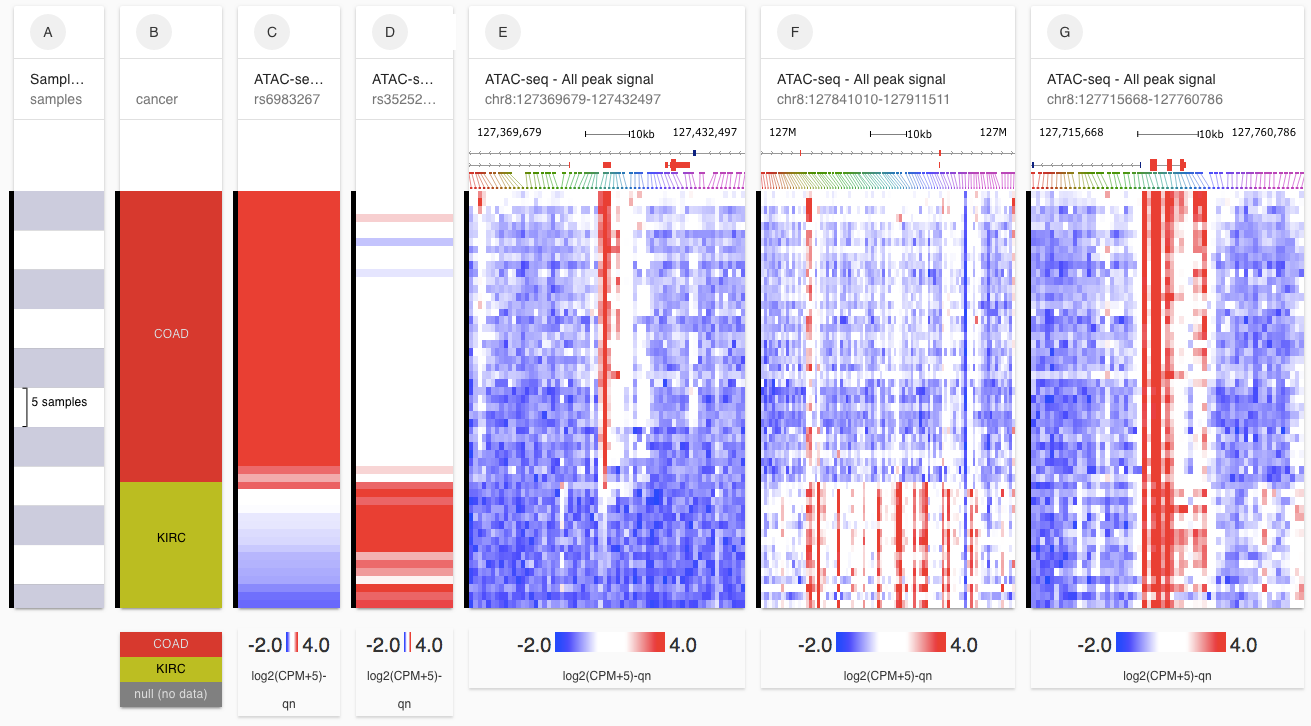 A
B
C
D
E
F
G
Sampl...
samples
cancer
ATAC-se...
rs6983267
ATAC-s...
rs35252...
ATAC-seq - All peak signal
chr8:127369679-127432497
ATAC-seq - All peak signal
chr8:127841010-127911511
ATAC-seq - All peak signal
chr8:127715668-127760786
127,369,679
10kb
127,432,497
127M
10kb
127M
127,715,668
10kb
127,760,786
COAD
5 samples
KIRC
COAD
KIRC
null (no data)
-2.0 4.0
log2(CPM+5)-
qn
-2.0 4.0
log2(CPM+5)-
qn
-2.0 4.0
log2(CPM+5)-qn
-2.0 4.0
log2(CPM+5)-qn
-2.0 4.0
log2(CPM+5)-qn